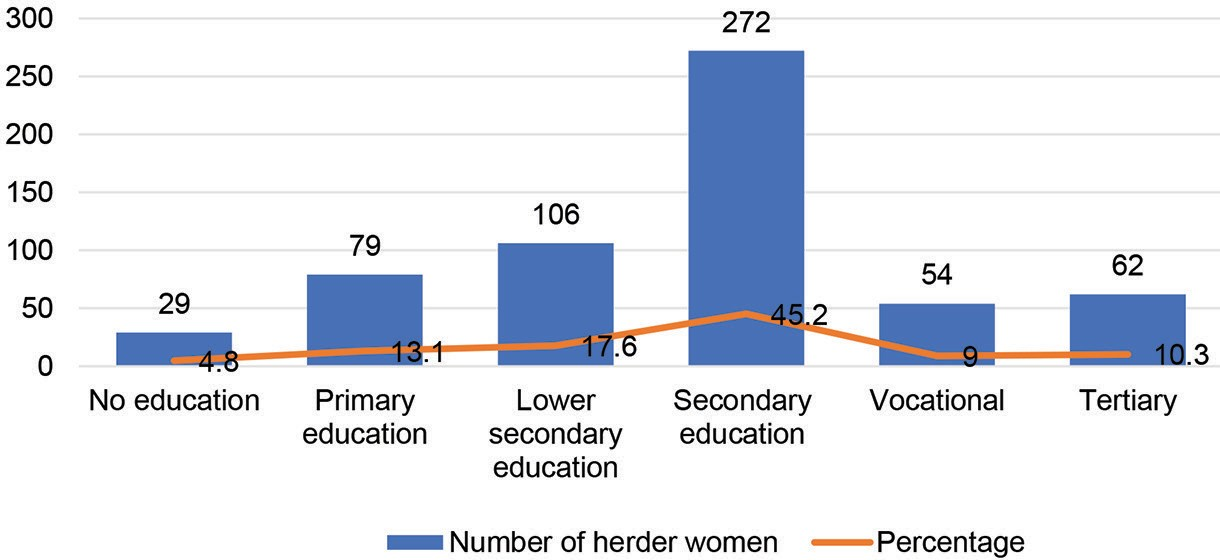 300
272
250
200
150
106
100
79
62
54
50
29
45.2
17.6
13.1
4.8
9
10.3
0
No education
Primary
education
Lower
secondary
education
Secondary
education
Vocational
Tertiary
Number of herder women
Percentage